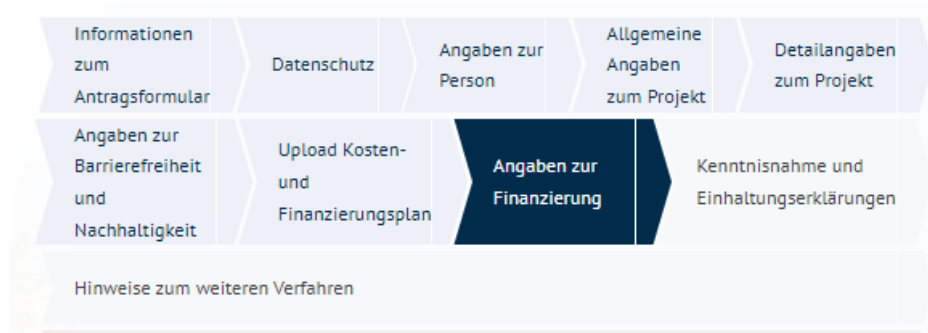 Informationen
zum
Antragsformular
Datenschutz
Angaben zur
Person
Allgemeine
Angaben
zum Projekt
Detailangaben
zum Projekt
Angaben zur
Barrierefreiheit
und
Nachhaltigkeit
Upload Kosten-
und
Finanzierungsplan
Angaben zur
Finanzierung
Kenntnisnahme und
Einhaltungserklärungen
Hinweise zum weiteren Verfahren